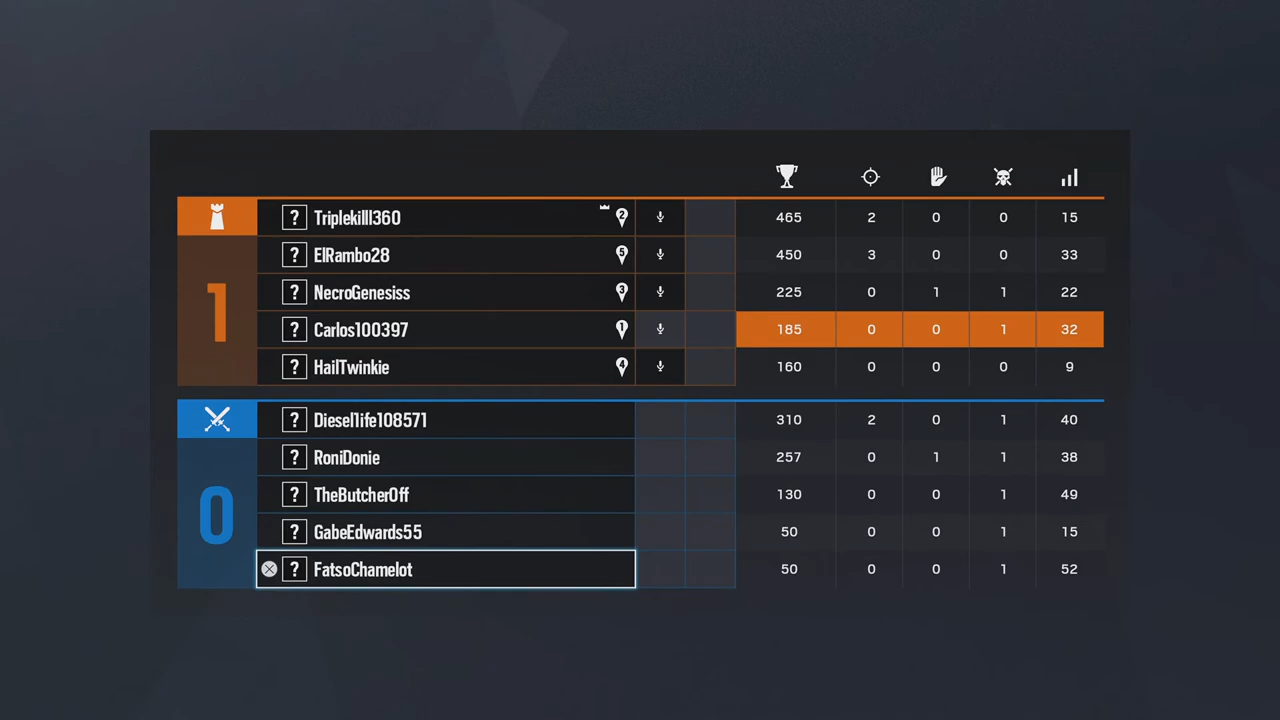 ? Triplekilll360 2 465 2 0 0 15
? ElRambo28 5 450 3 0 0 33
1
? NecroGenesiss 3 225 0 1 1 22
? Carlos100397 1 185 0 0 1 32
? HailTwinkie 4 160 0 0 0 9
? Diesel1ife108571 310 2 0 1 40
? RoniDonie 257 0 1 1 38
0
? TheButcherOff 130 0 0 1 49
? GabeEdwards55 50 0 0 1 15
? FatsoChamelot 50 0 0 1 52